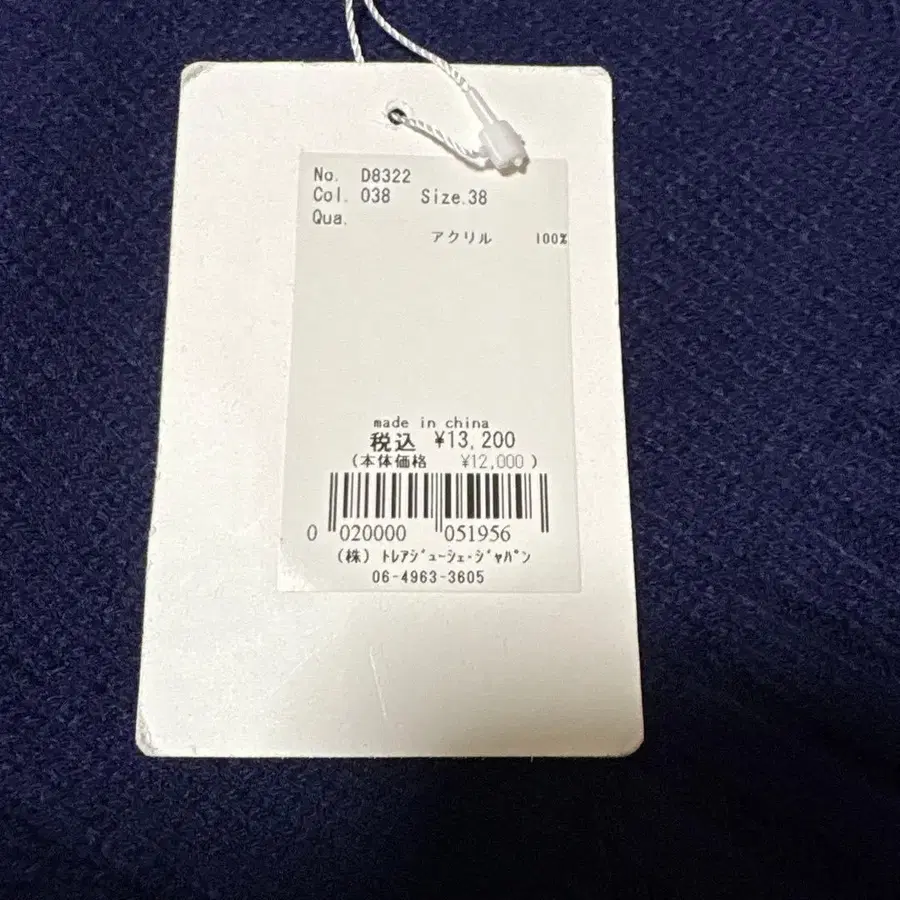 No. D8322
Col. 038 Size.38
Qua.
アクリル 100%
made in china
税込 ¥13,200
(本体価格 ¥12,000 )
0 020000 051956
(株) ﾄﾚｱｼﾞｭｰｼｪ･ｼﾞｬﾊﾟﾝ
06-4963-3605